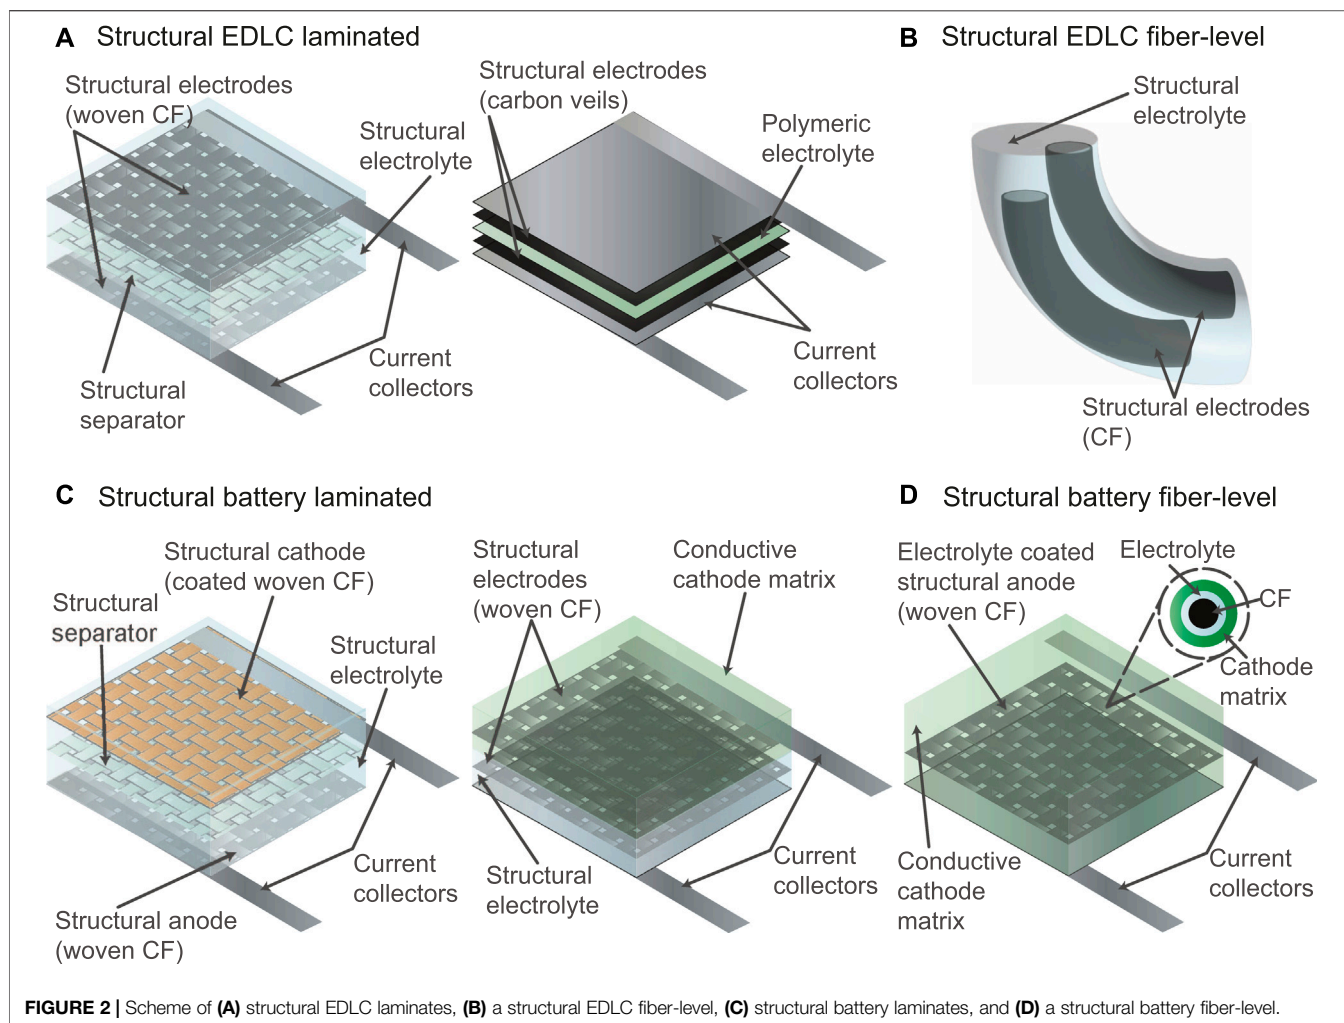 A Structural EDLC laminated
Structural electrodes
(woven CF)
Structural
electrolyte
Current
collectors
Structural
separator
Structural electrodes
(carbon veils)
Polymeric
electrolyte
Current
collectors
B Structural EDLC fiber-level
Structural
electrolyte
Structural electrodes
(CF)
C Structural battery laminated
Structural cathode
(coated woven CF)
Structural
separator
Structural
electrolyte
Current
collectors
Structural anode
(woven CF)
Structural
electrodes
(woven CF)
Conductive
cathode matrix
Current
collectors
Structural
electrolyte
D Structural battery fiber-level
Electrolyte coated
structural anode
(woven CF)
Electrolyte
CF
Cathode
matrix
Conductive
cathode
matrix
Current
collectors
FIGURE 2 | Scheme of (A) structural EDLC laminates, (B) a structural EDLC fiber-level, (C) structural battery laminates, and (D) a structural battery fiber-level.